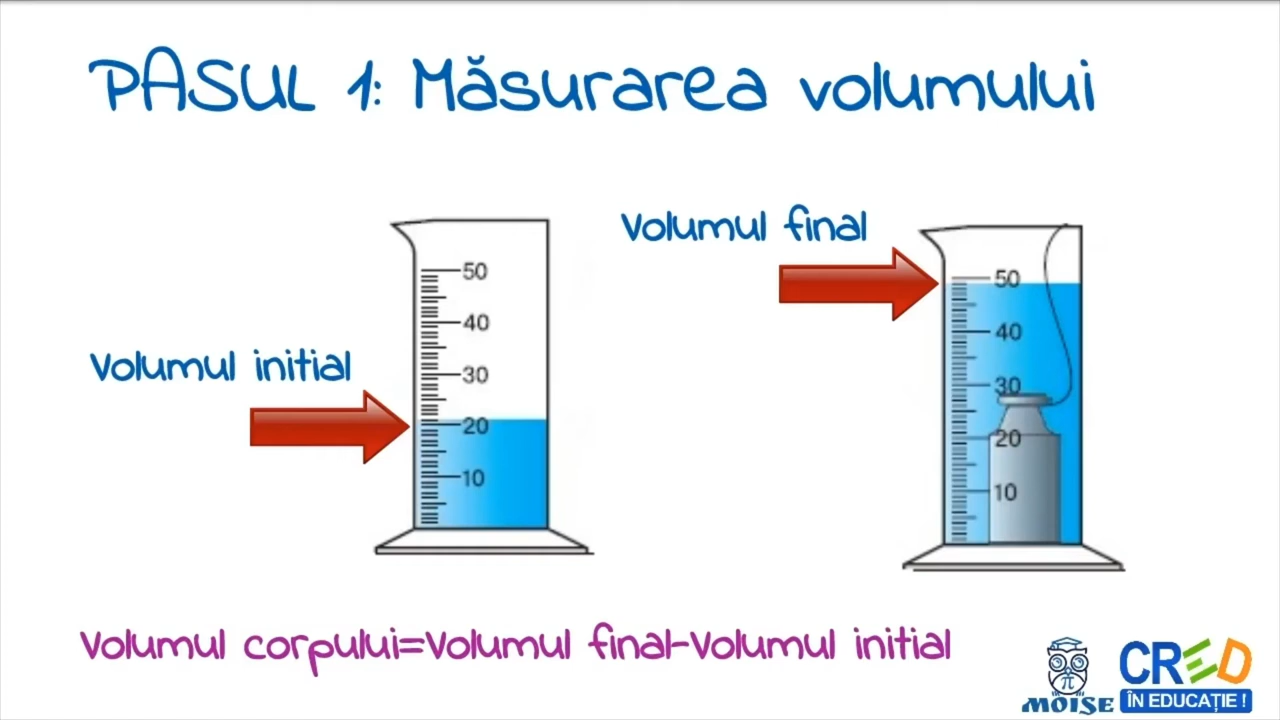 PASUL 1: Măsurarea volumului
Volumul final
Volumul initial
50
40
30
20
10
50
40
30
20
10
Volumul corpului=Volumul final-Volumul initial
π
MOISE
CRED
ÎN EDUCAȚIE !